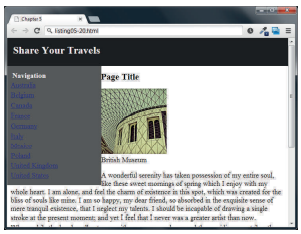 Chapter 5
listing05-20.html
Share Your Travels
Navigation
Australia
Belgium
Canada
France
Germany
Italy
Mexico
Poland
United Kingdom
United States
Page Title
British Museum
A wonderful serenity has taken possession of my entire soul,
like these sweet mornings of spring which I enjoy with my
whole heart. I am alone, and feel the charm of existence in this spot, which was created for the
bliss of souls like mine. I am so happy, my dear friend, so absorbed in the exquisite sense of
mere tranquil existence, that I neglect my talents. I should be incapable of drawing a single
stroke at the present moment; and yet I feel that I never was a greater artist than now.